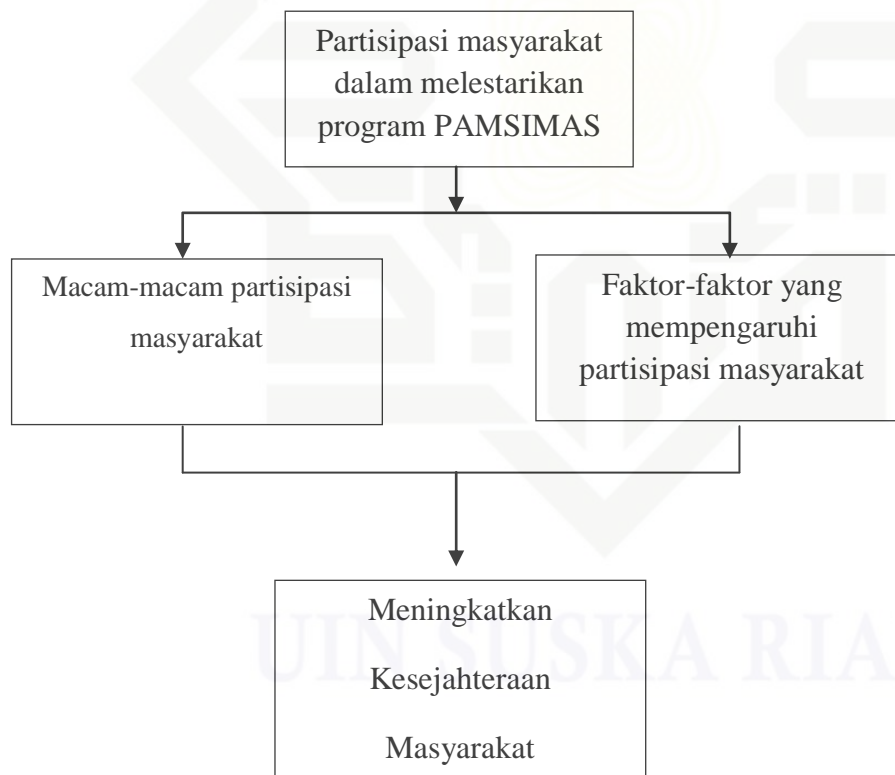 Partisipasi masyarakat
dalam melestarikan
program PAMSIMAS
Macam-macam partisipasi
masyarakat
Faktor-faktor yang
mempengaruhi
partisipasi masyarakat
Meningkatkan
Kesejahteraan
Masyarakat
UIN SUSKA RIA